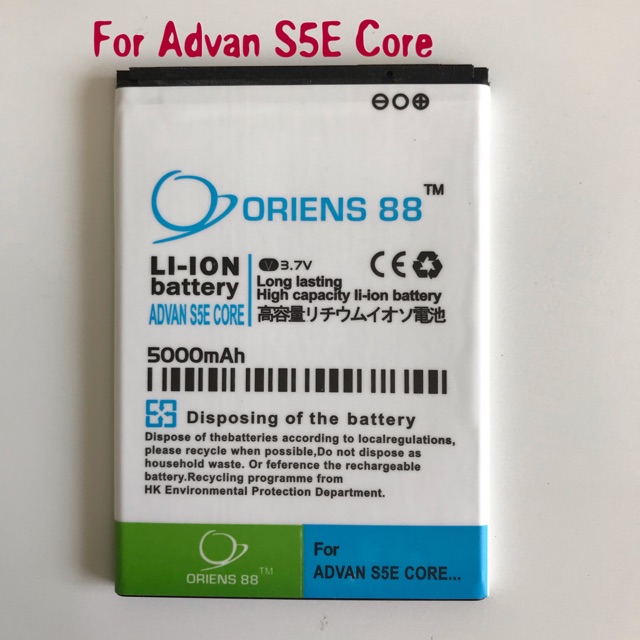 For Advan S5E Core
ORIENS 88™
LI-ION
battery
ADVAN S5E CORE
V 3.7V
Long lasting
High capacity li-ion battery
高容量リチウムイオソ電池
5000mAh
Disposing of the battery
Dispose of thebatteries according to localregulations,
please recycle when possible,Do not dispose as
household waste. Or feference the rechargeable
battery.Recycling programme from
HK Environmental Protection Department.
ORIENS 88™
For
ADVAN S5E CORE...